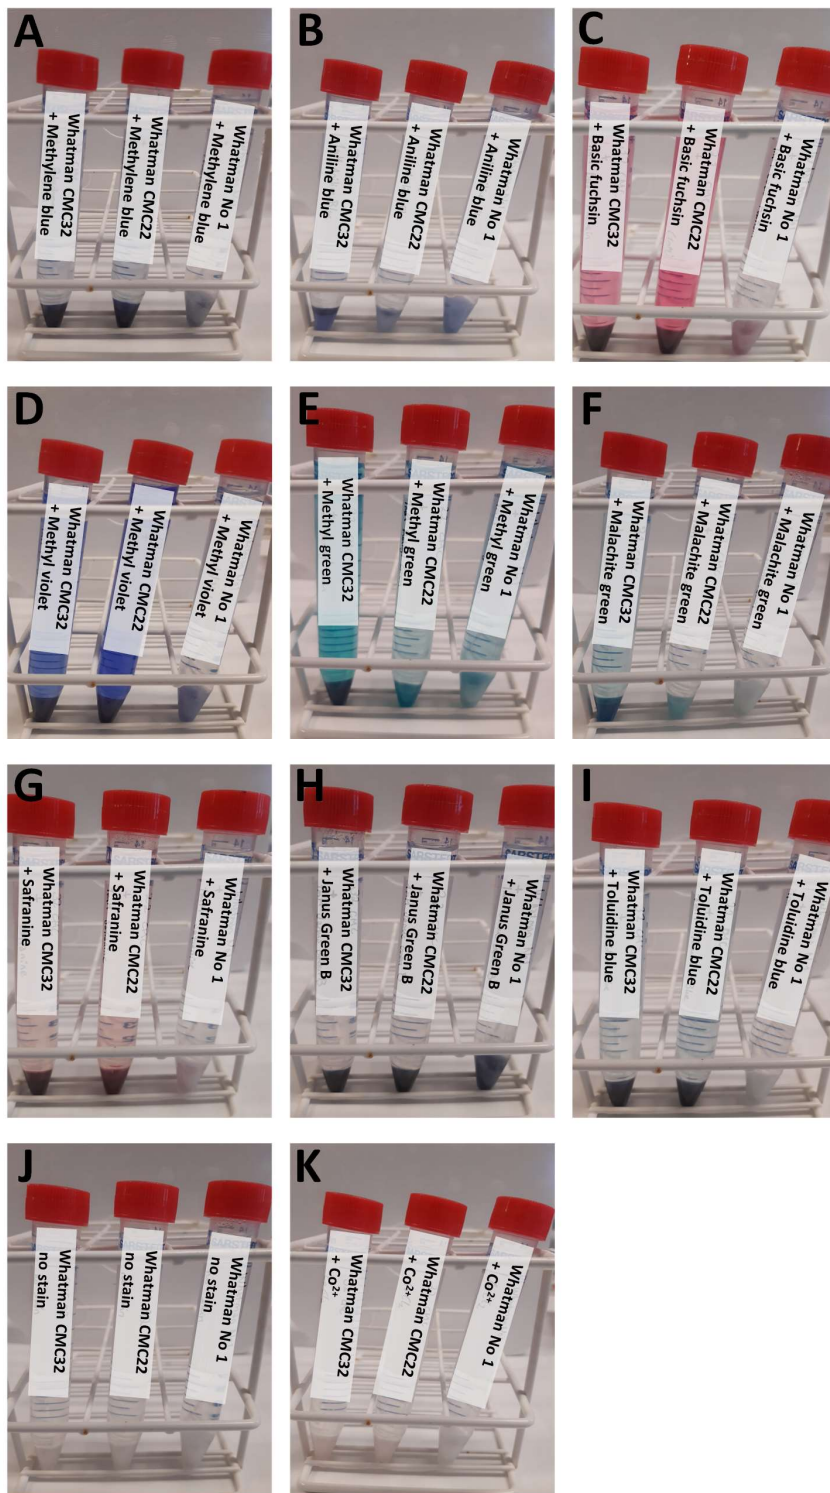 A
Whatman CMC32
+ Methylene blue
Whatman CMC22
+ Methylene blue
Whatman No 1
+ Methylene blue
B
Whatman CMC32
+ Aniline blue
Whatman CMC22
+ Aniline blue
Whatman No 1
+ Aniline blue
C
Whatman CMC32
+ Basic fuchsin
Whatman CMC22
+ Basic fuchsin
Whatman No 1
+ Basic fuchsin
D
Whatman CMC32
+ Methyl violet
Whatman CMC22
+ Methyl violet
Whatman No 1
+ Methyl violet
E
Whatman CMC32
+ Methyl green
Whatman CMC22
+ Methyl green
Whatman No 1
+ Methyl green
F
Whatman CMC32
+ Malachite green
Whatman CMC22
+ Malachite green
Whatman No 1
+ Malachite green
G
Whatman CMC32
+ Safranine
Whatman CMC22
+ Safranine
Whatman No 1
+ Safranine
H
Whatman CMC32
+ Janus Green B
Whatman CMC22
+ Janus Green B
Whatman No 1
+ Janus Green B
I
Whatman CMC32
+ Toluidine blue
Whatman CMC22
+ Toluidine blue
Whatman No 1
+ Toluidine blue
J
Whatman CMC32
no stain
Whatman CMC22
no stain
Whatman No 1
no stain
K
Whatman CMC32
+ Co²⁺
Whatman CMC22
+ Co²⁺
Whatman No 1
+ Co²⁺